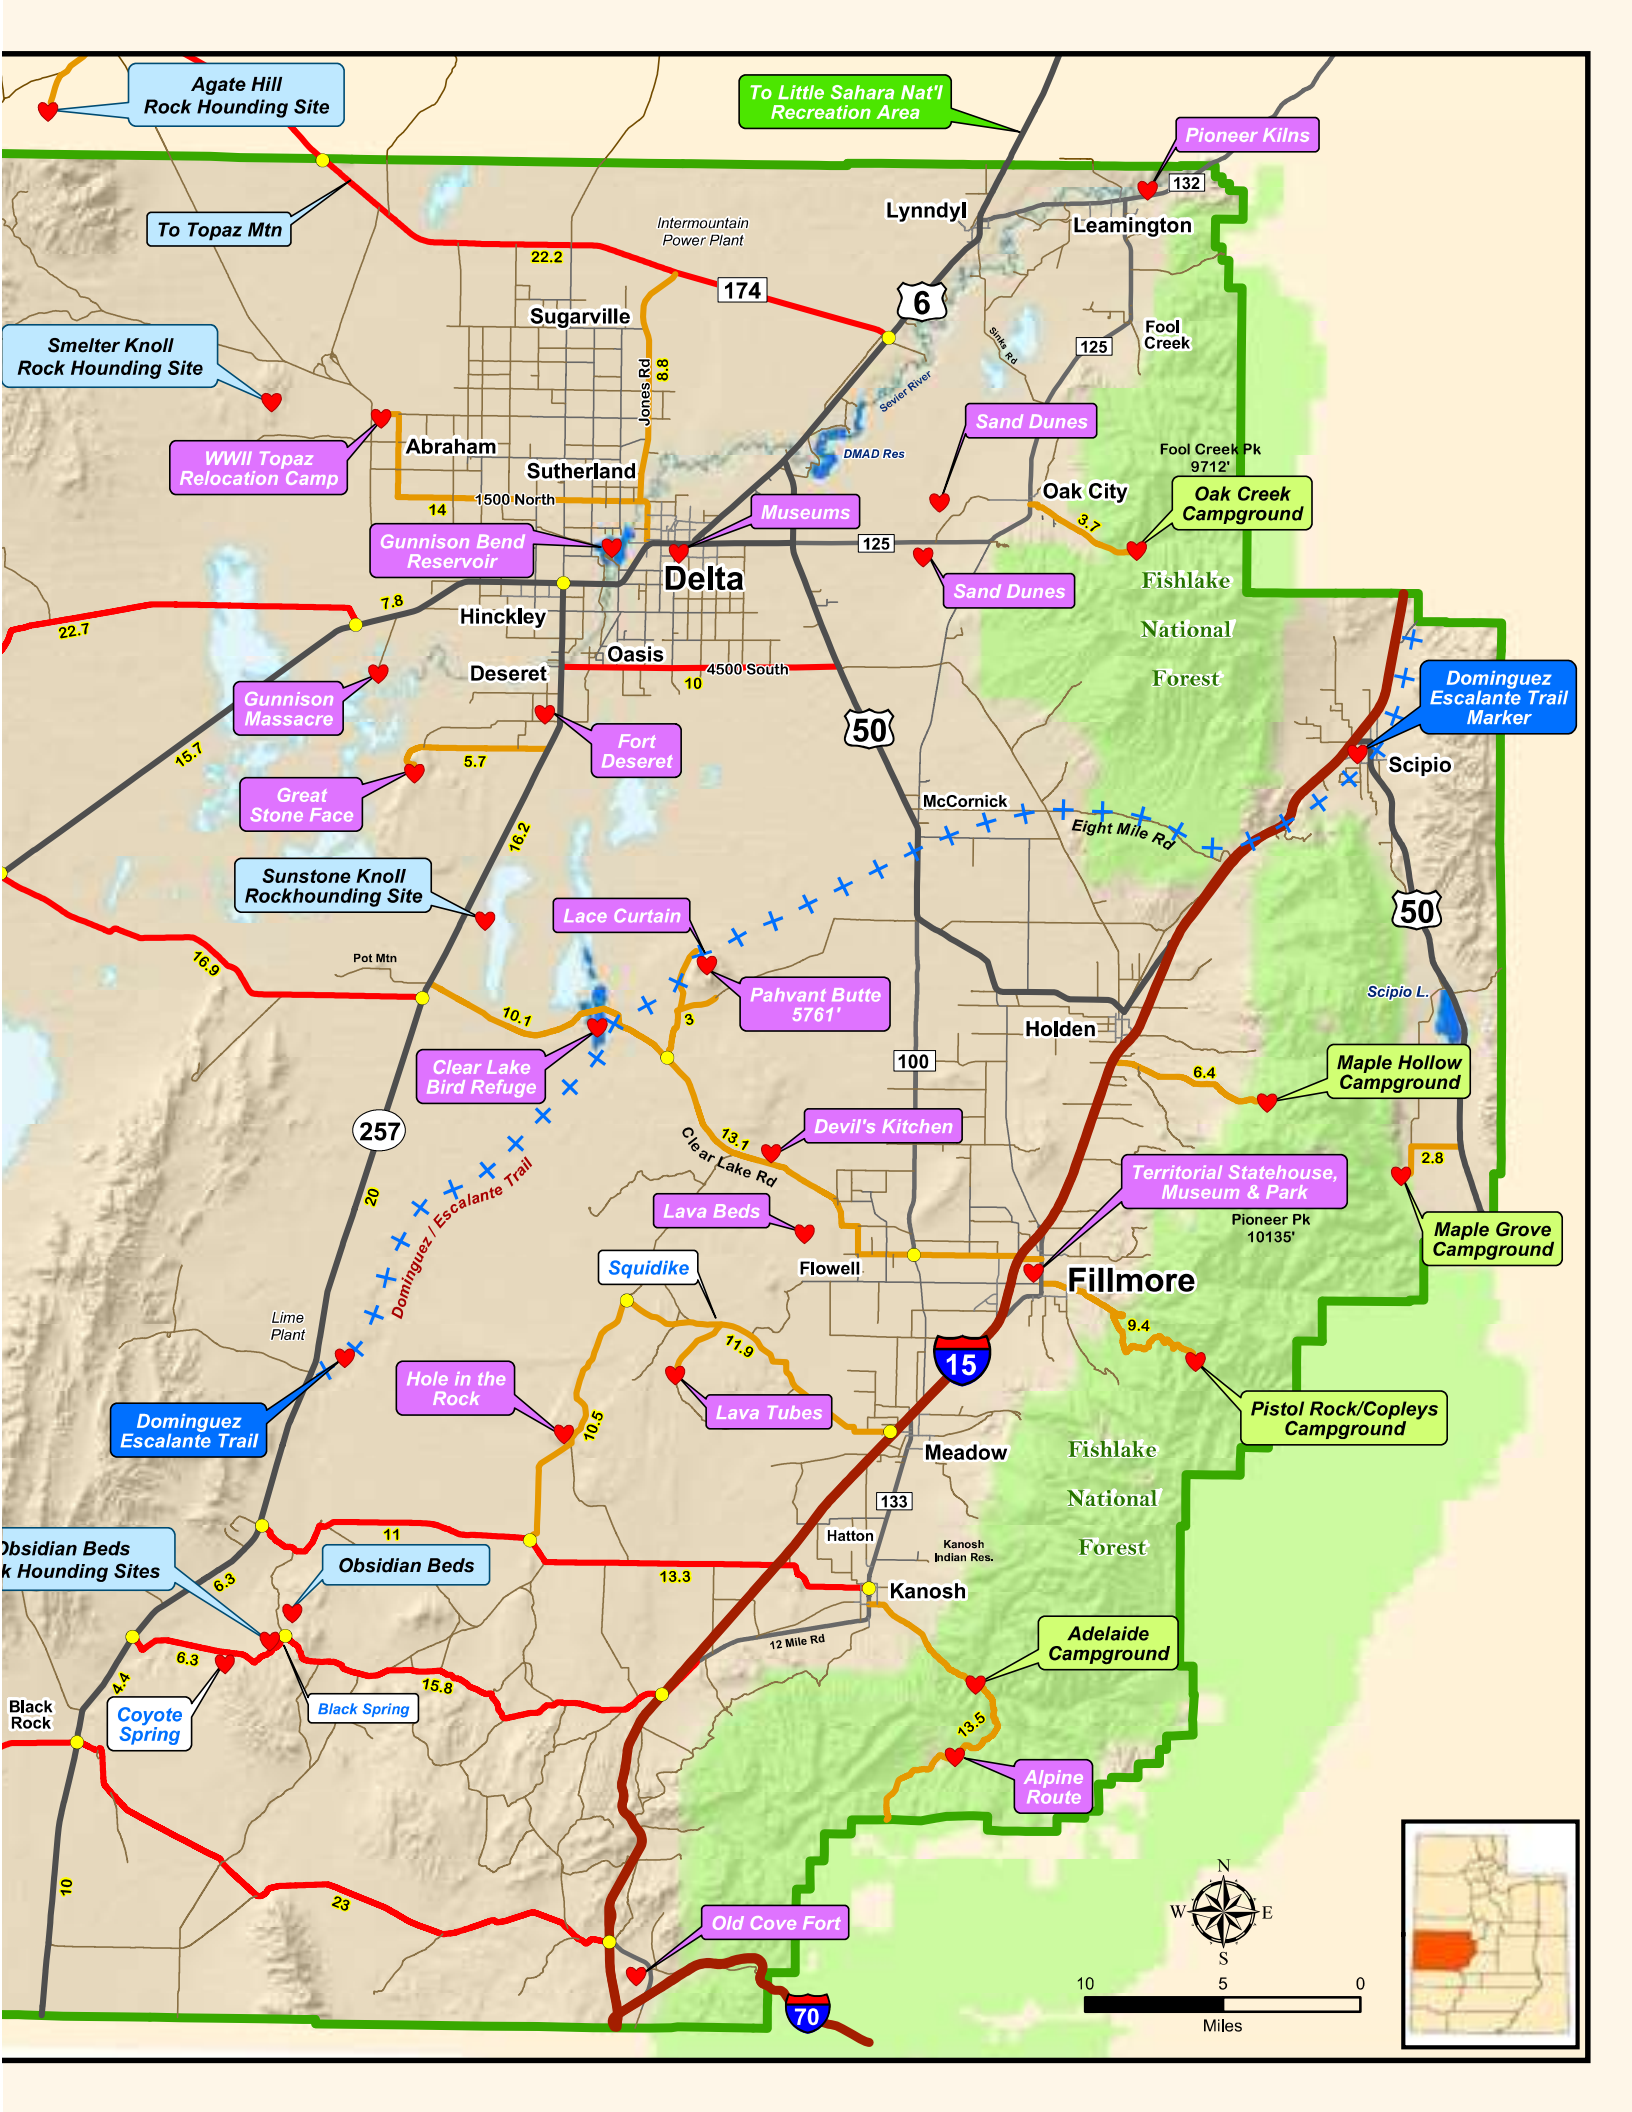 Agate Hill
Rock Hounding Site
To Little Sahara Nat'l
Recreation Area
Pioneer Kilns
132
Lynndyl
Leamington
To Topaz Mtn
Intermountain
Power Plant
22.2
174
6
Sugarville
Fool
Creek
125
Sinks Rd
Smelter Knoll
Rock Hounding Site
Jones Rd
8.8
Sevier River
Sand Dunes
WWII Topaz
Relocation Camp
Abraham
Sutherland
DMAD Res
Fool Creek Pk
9712'
1500 North
14
Oak City
Oak Creek
Campground
3.7
Museums
Gunnison Bend
Reservoir
125
Delta
Sand Dunes
Fishlake
National
Forest
7.8
22.7
Hinckley
Oasis
Deseret
4500 South
10
Gunnison
Massacre
Dominguez
Escalante Trail
Marker
50
Fort
Deseret
15.7
5.7
Scipio
Great
Stone Face
McCornick
Eight Mile Rd
16.2
Sunstone Knoll
Rockhounding Site
Lace Curtain
50
16.9
Pot Mtn
10.1
Pahvant Butte
5761'
3
Scipio L.
Holden
Clear Lake
Bird Refuge
100
6.4
Maple Hollow
Campground
257
Devil's Kitchen
13.1
Clear Lake Rd
2.8
Territorial Statehouse,
Museum & Park
20
Dominguez / Escalante Trail
Lava Beds
Pioneer Pk
10135'
Maple Grove
Campground
Squidike
Flowell
Fillmore
Lime
Plant
11.9
9.4
15
Hole in the
Rock
Lava Tubes
10.5
Dominguez
Escalante Trail
Pistol Rock/Copleys
Campground
Meadow
Fishlake
National
Forest
133
11
Hatton
Kanosh
Indian Res.
Obsidian Beds
k Hounding Sites
Obsidian Beds
6.3
13.3
Kanosh
12 Mile Rd
Adelaide
Campground
6.3
4.4
15.8
Black
Rock
Coyote
Spring
Black Spring
13.5
Alpine
Route
10
23
Old Cove Fort
N
W
E
S
10
5
0
Miles
70